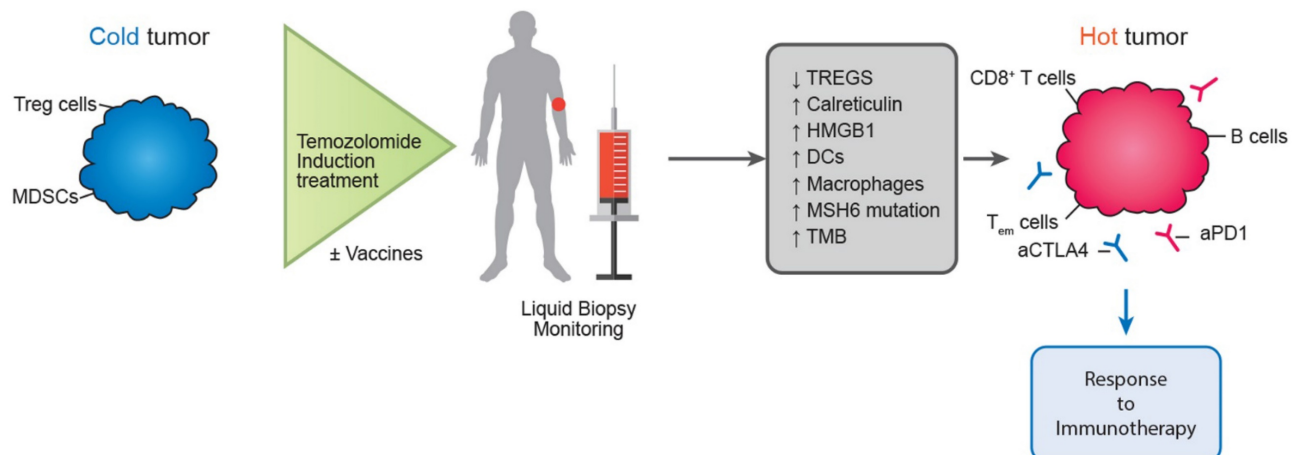 Cold tumor
Treg cells
MDSCs
Temozolomide
Induction
treatment
± Vaccines
Liquid Biopsy
Monitoring
↓ TREGS
↑ Calreticulin
↑ HMGB1
↑ DCs
↑ Macrophages
↑ MSH6 mutation
↑ TMB
Hot tumor
CD8⁺ T cells
B cells
Tₑₘ cells
aCTLA4
aPD1
Response
to
Immunotherapy